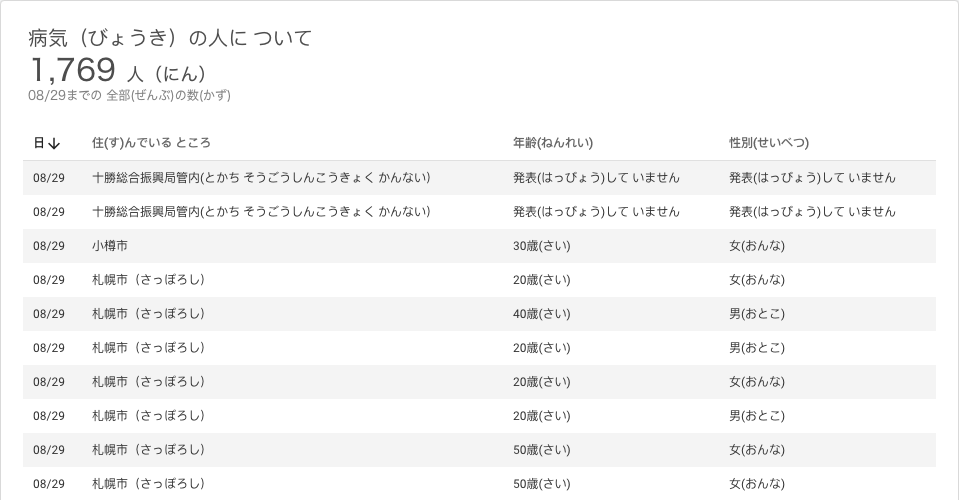 病気（びょうき）の人に ついて
1,769 人（にん）
08/29までの 全部(ぜんぶ)の数(かず)
日↓ 住(す)んでいる ところ 年齢(ねんれい) 性別(せいべつ)
08/29 十勝総合振興局管内(とかち そうごうしんこうきょく かんない） 発表(はっぴょう)して いません 発表(はっぴょう)して いません
08/29 十勝総合振興局管内(とかち そうごうしんこうきょく かんない） 発表(はっぴょう)して いません 発表(はっぴょう)して いません
08/29 小樽市 30歳(さい) 女(おんな)
08/29 札幌市（さっぽろし） 20歳(さい) 女(おんな)
08/29 札幌市（さっぽろし） 40歳(さい) 男(おとこ)
08/29 札幌市（さっぽろし） 20歳(さい) 男(おとこ)
08/29 札幌市（さっぽろし） 20歳(さい) 女(おんな)
08/29 札幌市（さっぽろし） 20歳(さい) 男(おとこ)
08/29 札幌市（さっぽろし） 50歳(さい) 女(おんな)
08/29 札幌市（さっぽろし） 50歳(さい) 女(おんな)